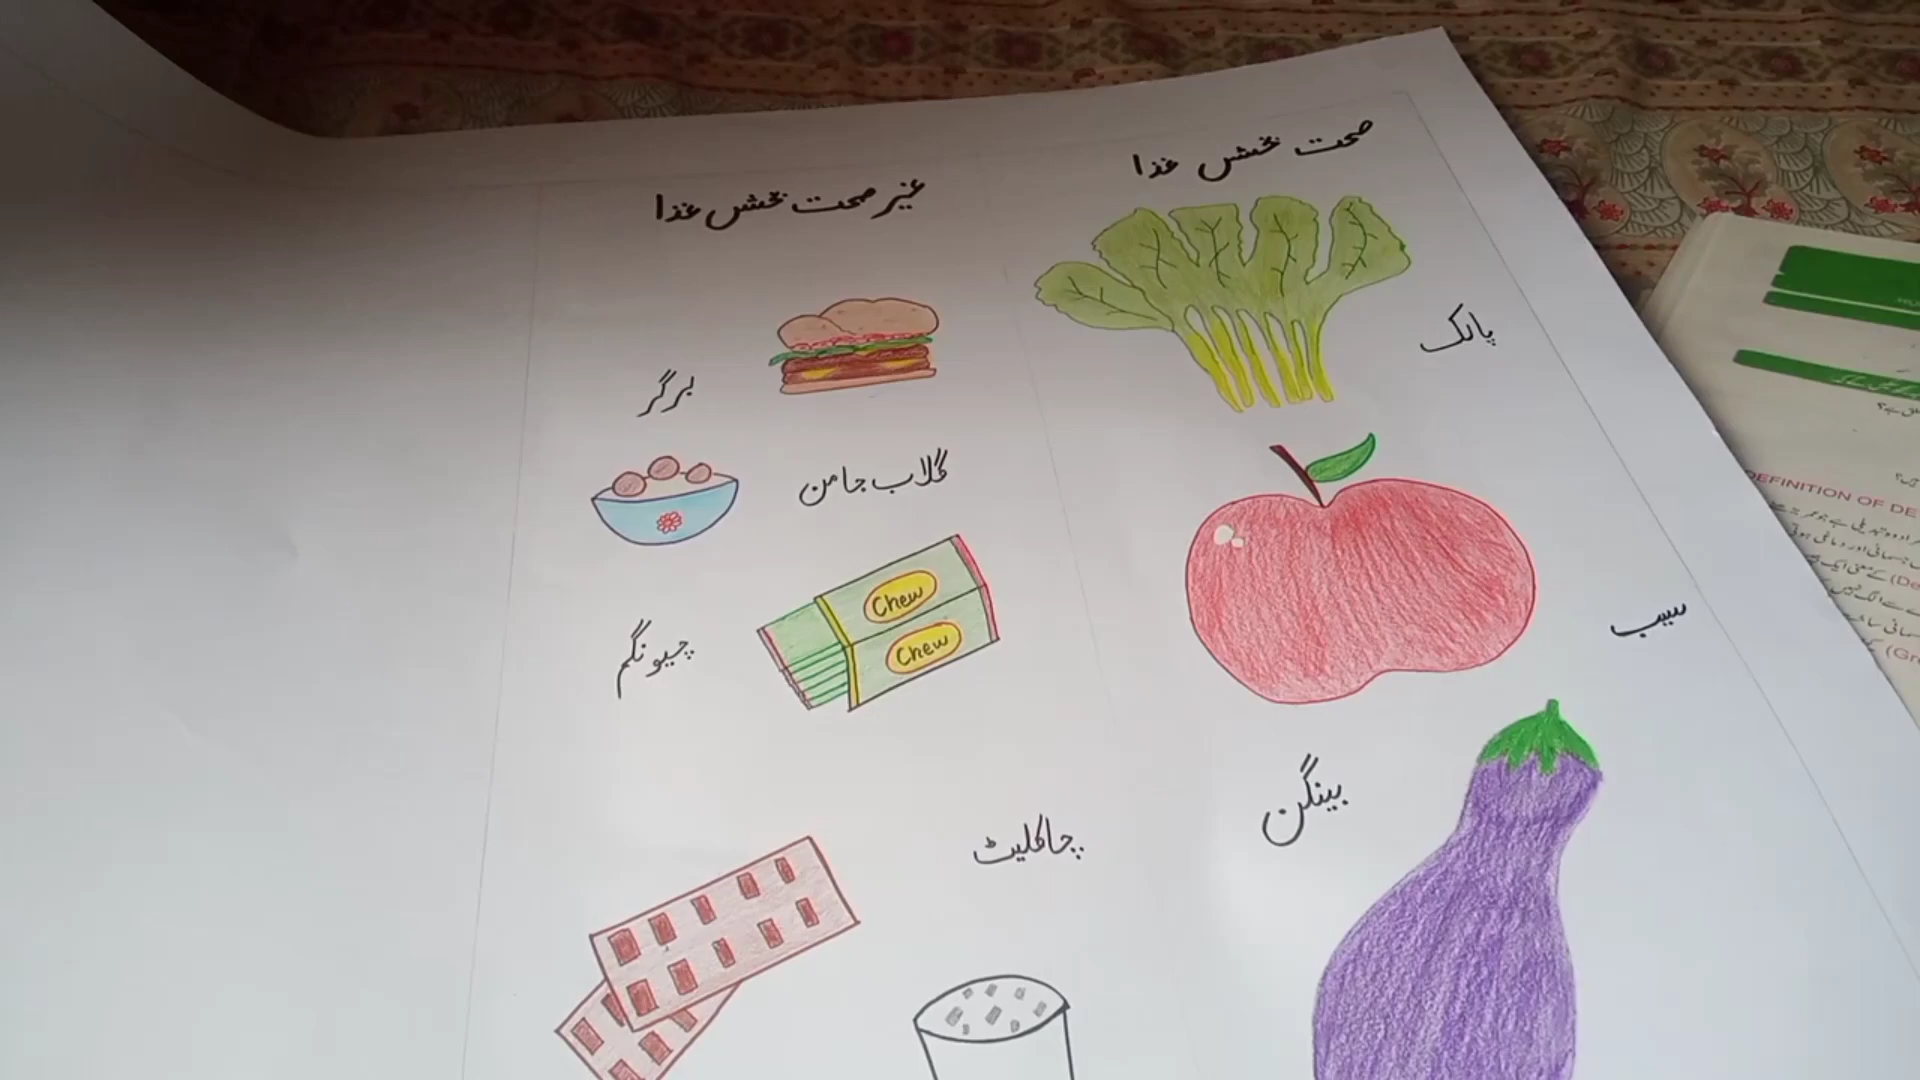 صحت بخش غذا
پالک
سیب
بینگن
غیر صحت بخش غذا
برگر
گلاب جامن
چیونگم
Chew
Chew
چاکلیٹ
DEFINITION OF DE